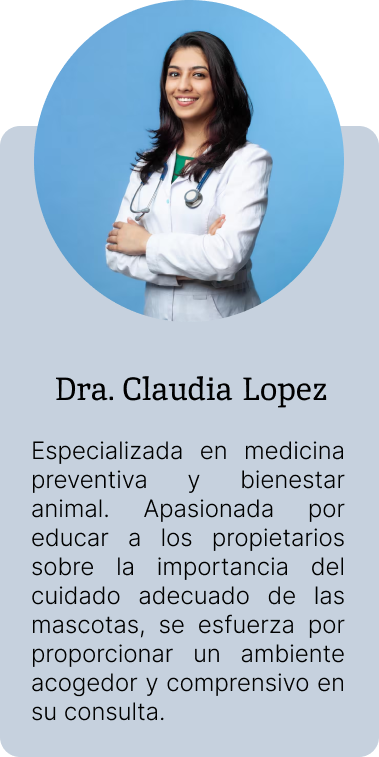 Dra. Claudia Lopez
Especializada en medicina
preventiva y bienestar
animal. Apasionada por
educar a los propietarios
sobre la importancia del
cuidado adecuado de las
mascotas, se esfuerza por
proporcionar un ambiente
acogedor y comprensivo en
su consulta.